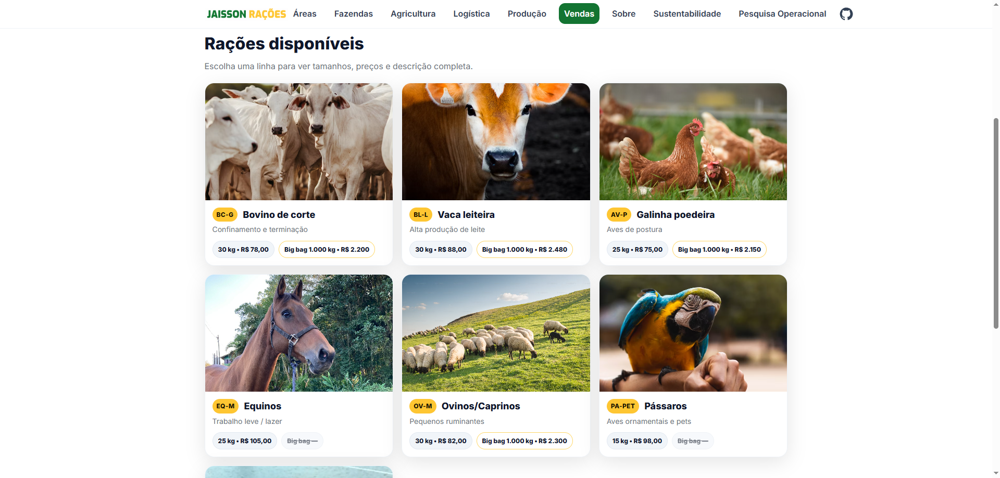 JAISSON RAÇÕES Áreas Fazendas Agricultura Logística Produção Vendas Sobre Sustentabilidade Pesquisa Operacional
Rações disponíveis
Escolha uma linha para ver tamanhos, preços e descrição completa.
BC-G Bovino de corte
Confinamento e terminação
30 kg • R$ 78,00 Big bag 1.000 kg • R$ 2.200
BL-L Vaca leiteira
Alta produção de leite
30 kg • R$ 88,00 Big bag 1.000 kg • R$ 2.480
AV-P Galinha poedeira
Aves de postura
25 kg • R$ 75,00 Big bag 1.000 kg • R$ 2.150
EQ-M Equinos
Trabalho leve / lazer
25 kg • R$ 105,00 Big bag —
OV-M Ovinos/Caprinos
Pequenos ruminantes
30 kg • R$ 82,00 Big bag 1.000 kg • R$ 2.300
PA-PET Pássaros
Aves ornamentais e pets
15 kg • R$ 98,00 Big bag —